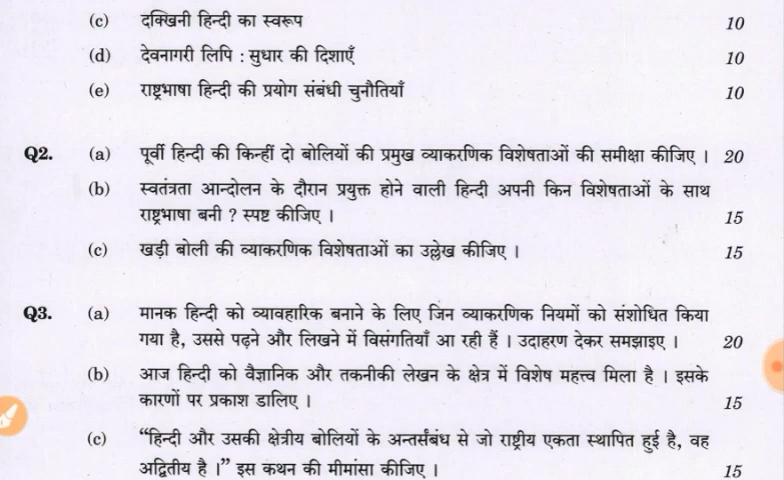 (c) दक्खिनी हिन्दी का स्वरूप 10
(d) देवनागरी लिपि : सुधार की दिशाएँ 10
(e) राष्ट्रभाषा हिन्दी की प्रयोग संबंधी चुनौतियाँ 10
Q2. (a) पूर्वी हिन्दी की किन्हीं दो बोलियों की प्रमुख व्याकरणिक विशेषताओं की समीक्षा कीजिए । 20
(b) स्वतंत्रता आन्दोलन के दौरान प्रयुक्त होने वाली हिन्दी अपनी किन विशेषताओं के साथ
राष्ट्रभाषा बनी ? स्पष्ट कीजिए । 15
(c) खड़ी बोली की व्याकरणिक विशेषताओं का उल्लेख कीजिए । 15
Q3. (a) मानक हिन्दी को व्यावहारिक बनाने के लिए जिन व्याकरणिक नियमों को संशोधित किया
गया है, उससे पढ़ने और लिखने में विसंगतियाँ आ रही हैं । उदाहरण देकर समझाइए । 20
(b) आज हिन्दी को वैज्ञानिक और तकनीकी लेखन के क्षेत्र में विशेष महत्त्व मिला है । इसके
कारणों पर प्रकाश डालिए । 15
(c) “हिन्दी और उसकी क्षेत्रीय बोलियों के अन्तर्संबंध से जो राष्ट्रीय एकता स्थापित हुई है, वह
अद्वितीय है ।” इस कथन की मीमांसा कीजिए । 15